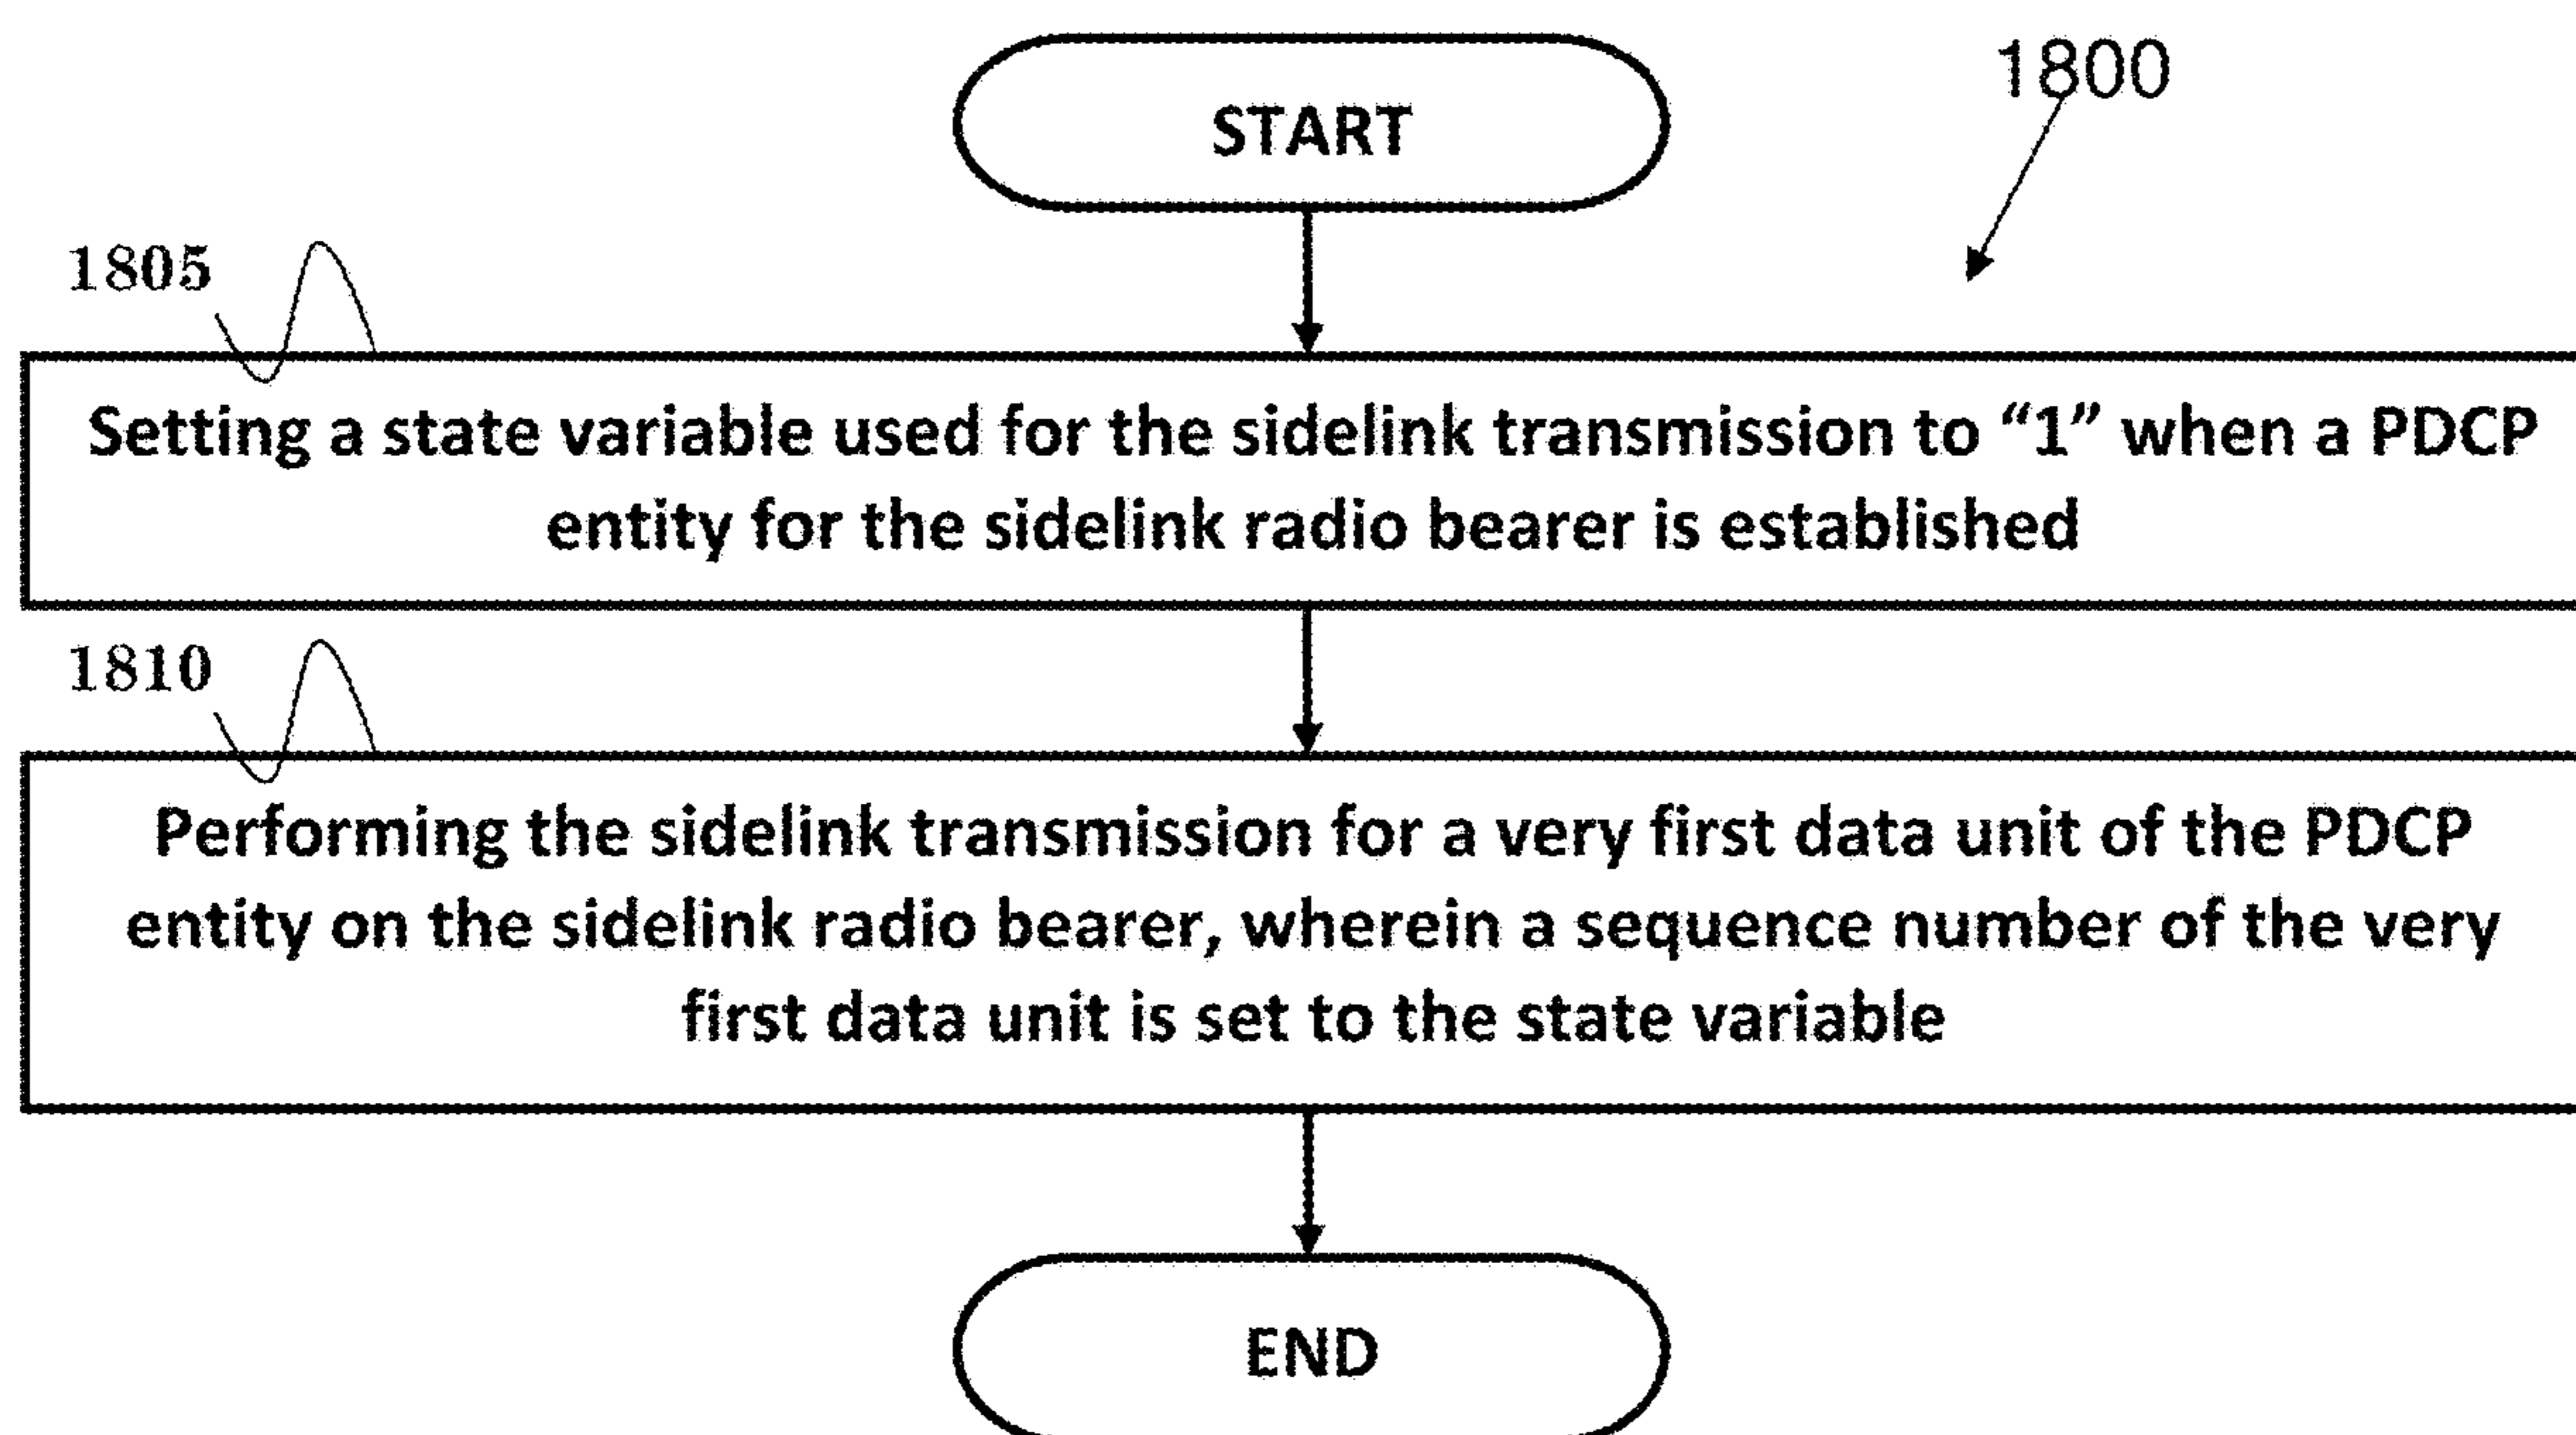 START
1800
1805
Setting a state variable used for the sidelink transmission to “1” when a PDCP
entity for the sidelink radio bearer is established
1810
Performing the sidelink transmission for a very first data unit of the PDCP
entity on the sidelink radio bearer, wherein a sequence number of the very
first data unit is set to the state variable
END